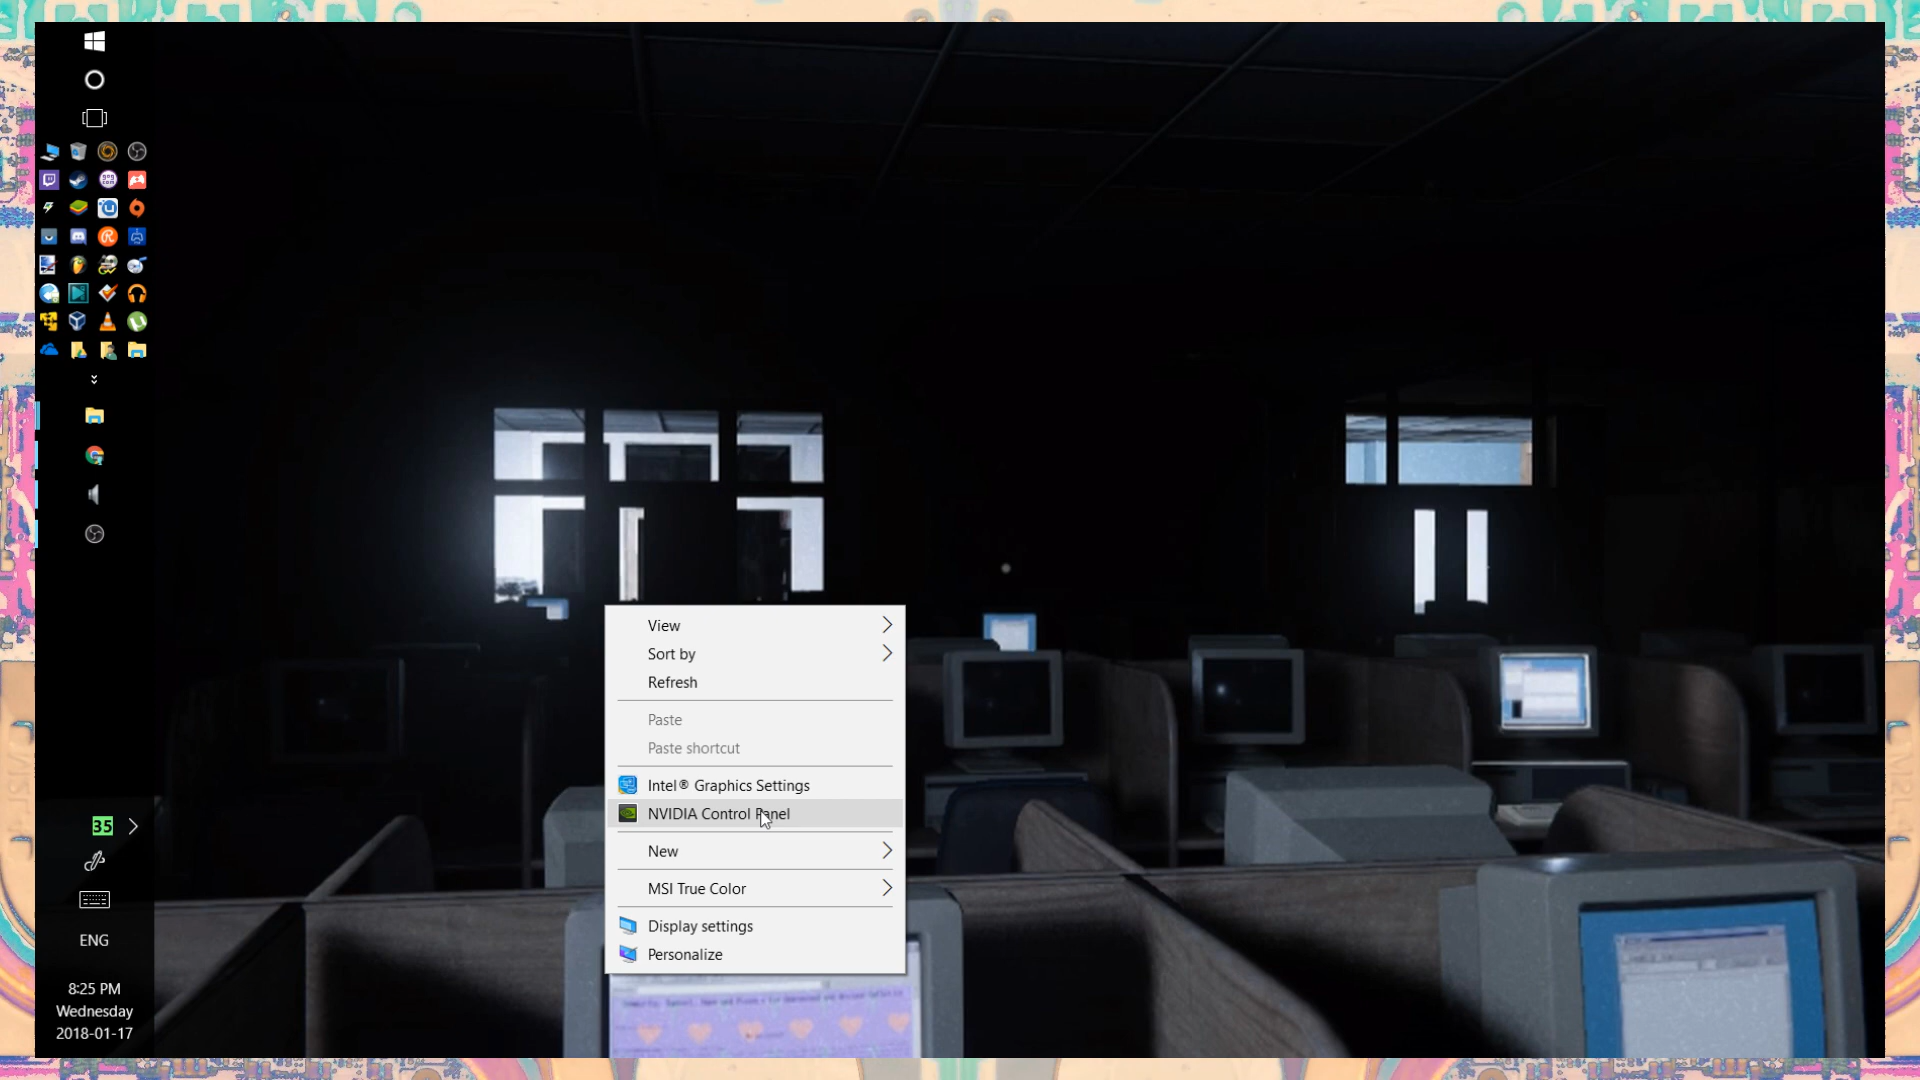 View
Sort by
Refresh
Paste
Paste shortcut
Intel® Graphics Settings
NVIDIA Control Panel
New
MSI True Color
Display settings
Personalize
35
ENG
8:25 PM
Wednesday
2018-01-17